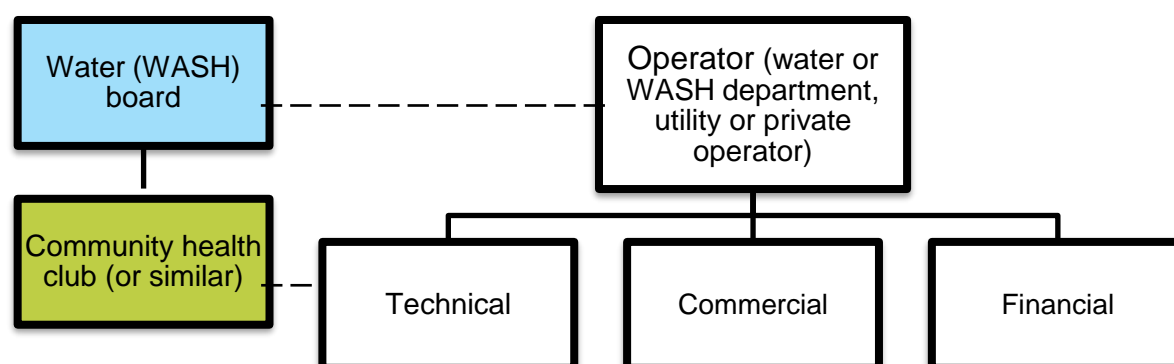 Water (WASH)
board
Operator (water or
WASH department,
utility or private
operator)
Community health
club (or similar)
Technical
Commercial
Financial